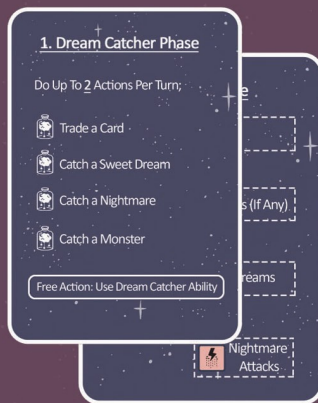 1. Dream Catcher Phase
Do Up To 2 Actions Per Turn;
Trade a Card
Catch a Sweet Dream
Catch a Nightmare
Catch a Monster
Free Action: Use Dream Catcher Ability
e
s (If Any)
reams
Nightmare
Attacks